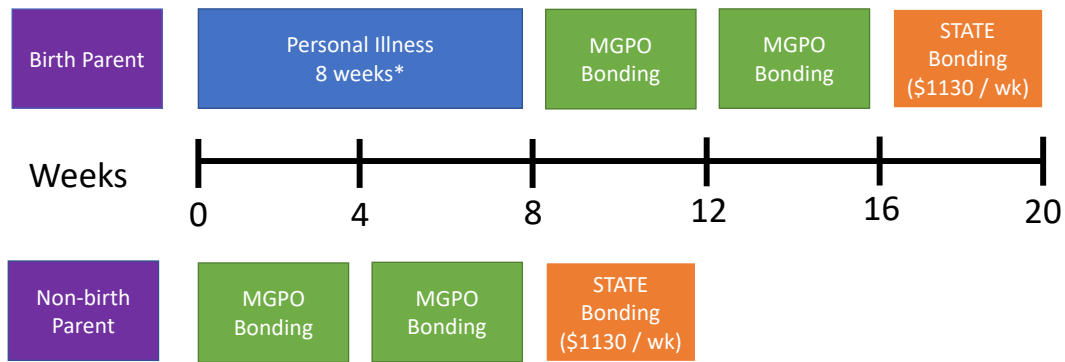 Birth Parent
Personal Illness
8 weeks*
MGPO
Bonding
MGPO
Bonding
STATE
Bonding
($1130 / wk)
Weeks
0
4
8
12
16
20
Non-birth
Parent
MGPO
Bonding
MGPO
Bonding
STATE
Bonding
($1130 / wk)